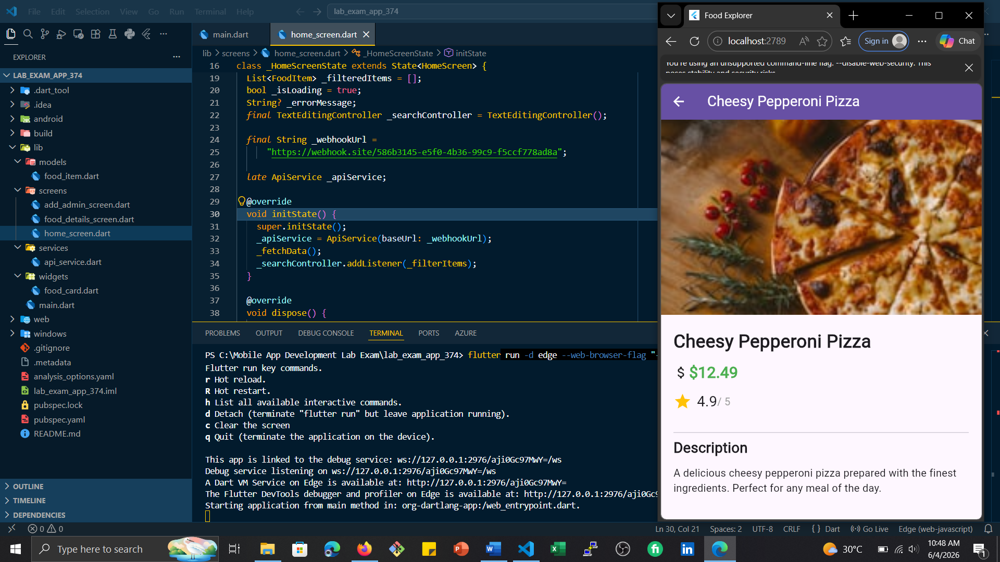 File Edit Selection View Go Run Terminal Help
lab_exam_app_374
EXPLORER
LAB_EXAM_APP_374
.dart_tool
.idea
android
build
lib
models
food_item.dart
screens
add_admin_screen.dart
food_details_screen.dart
home_screen.dart
services
api_service.dart
widgets
food_card.dart
main.dart
web
windows
.gitignore
.metadata
analysis_options.yaml
lab_exam_app_374.iml
pubspec.lock
pubspec.yaml
README.md
OUTLINE
TIMELINE
DEPENDENCIES
main.dart
home_screen.dart
lib > screens > home_screen.dart > _HomeScreenState > initState
16 class _HomeScreenState extends State<HomeScreen> {
19 List<FoodItem> _filteredItems = [];
20 bool _isLoading = true;
21 String? _errorMessage;
22 final TextEditingController _searchController = TextEditingController();
23
24 final String _webhookUrl =
25 "https://webhook.site/586b3145-e5f0-4b36-99c9-f5ccf778ad8a";
26
27 late ApiService _apiService;
28
29 @override
30 void initState() {
31 super.initState();
32 _apiService = ApiService(baseUrl: _webhookUrl);
33 _fetchData();
34 _searchController.addListener(_filterItems);
35 }
36
37 @override
38 void dispose() {
PROBLEMS OUTPUT DEBUG CONSOLE TERMINAL PORTS AZURE
PS C:\Mobile App Development Lab Exam\lab_exam_app_374> flutter run -d edge --web-browser-flag "-
Flutter run key commands.
r Hot reload.
R Hot restart.
h List all available interactive commands.
d Detach (terminate "flutter run" but leave application running).
c Clear the screen
q Quit (terminate the application on the device).
This app is linked to the debug service: ws://127.0.0.1:2976/aji0Gc97MwY=/ws
Debug service listening on ws://127.0.0.1:2976/aji0Gc97MwY=/ws
A Dart VM Service on Edge is available at: http://127.0.0.1:2976/aji0Gc97MwY=
The Flutter DevTools debugger and profiler on Edge is available at: http://127.0.0.1:2976/aji0Gc9
Starting application from main method in: org-dartlang-app:/web_entrypoint.dart.
Food Explorer
localhost:2789
Sign in
Chat
You're using an unsupported command-line flag: --disable-web-security. This
poses stability and security risks.
Cheesy Pepperoni Pizza
Cheesy Pepperoni Pizza
$ $12.49
4.9/ 5
Description
A delicious cheesy pepperoni pizza prepared with the finest
ingredients. Perfect for any meal of the day.
0 0
Ln 30, Col 21 Spaces: 2 UTF-8 CRLF { } Dart Go Live Edge (web-javascript)
Type here to search
30°C
10:48 AM
6/4/2026
1